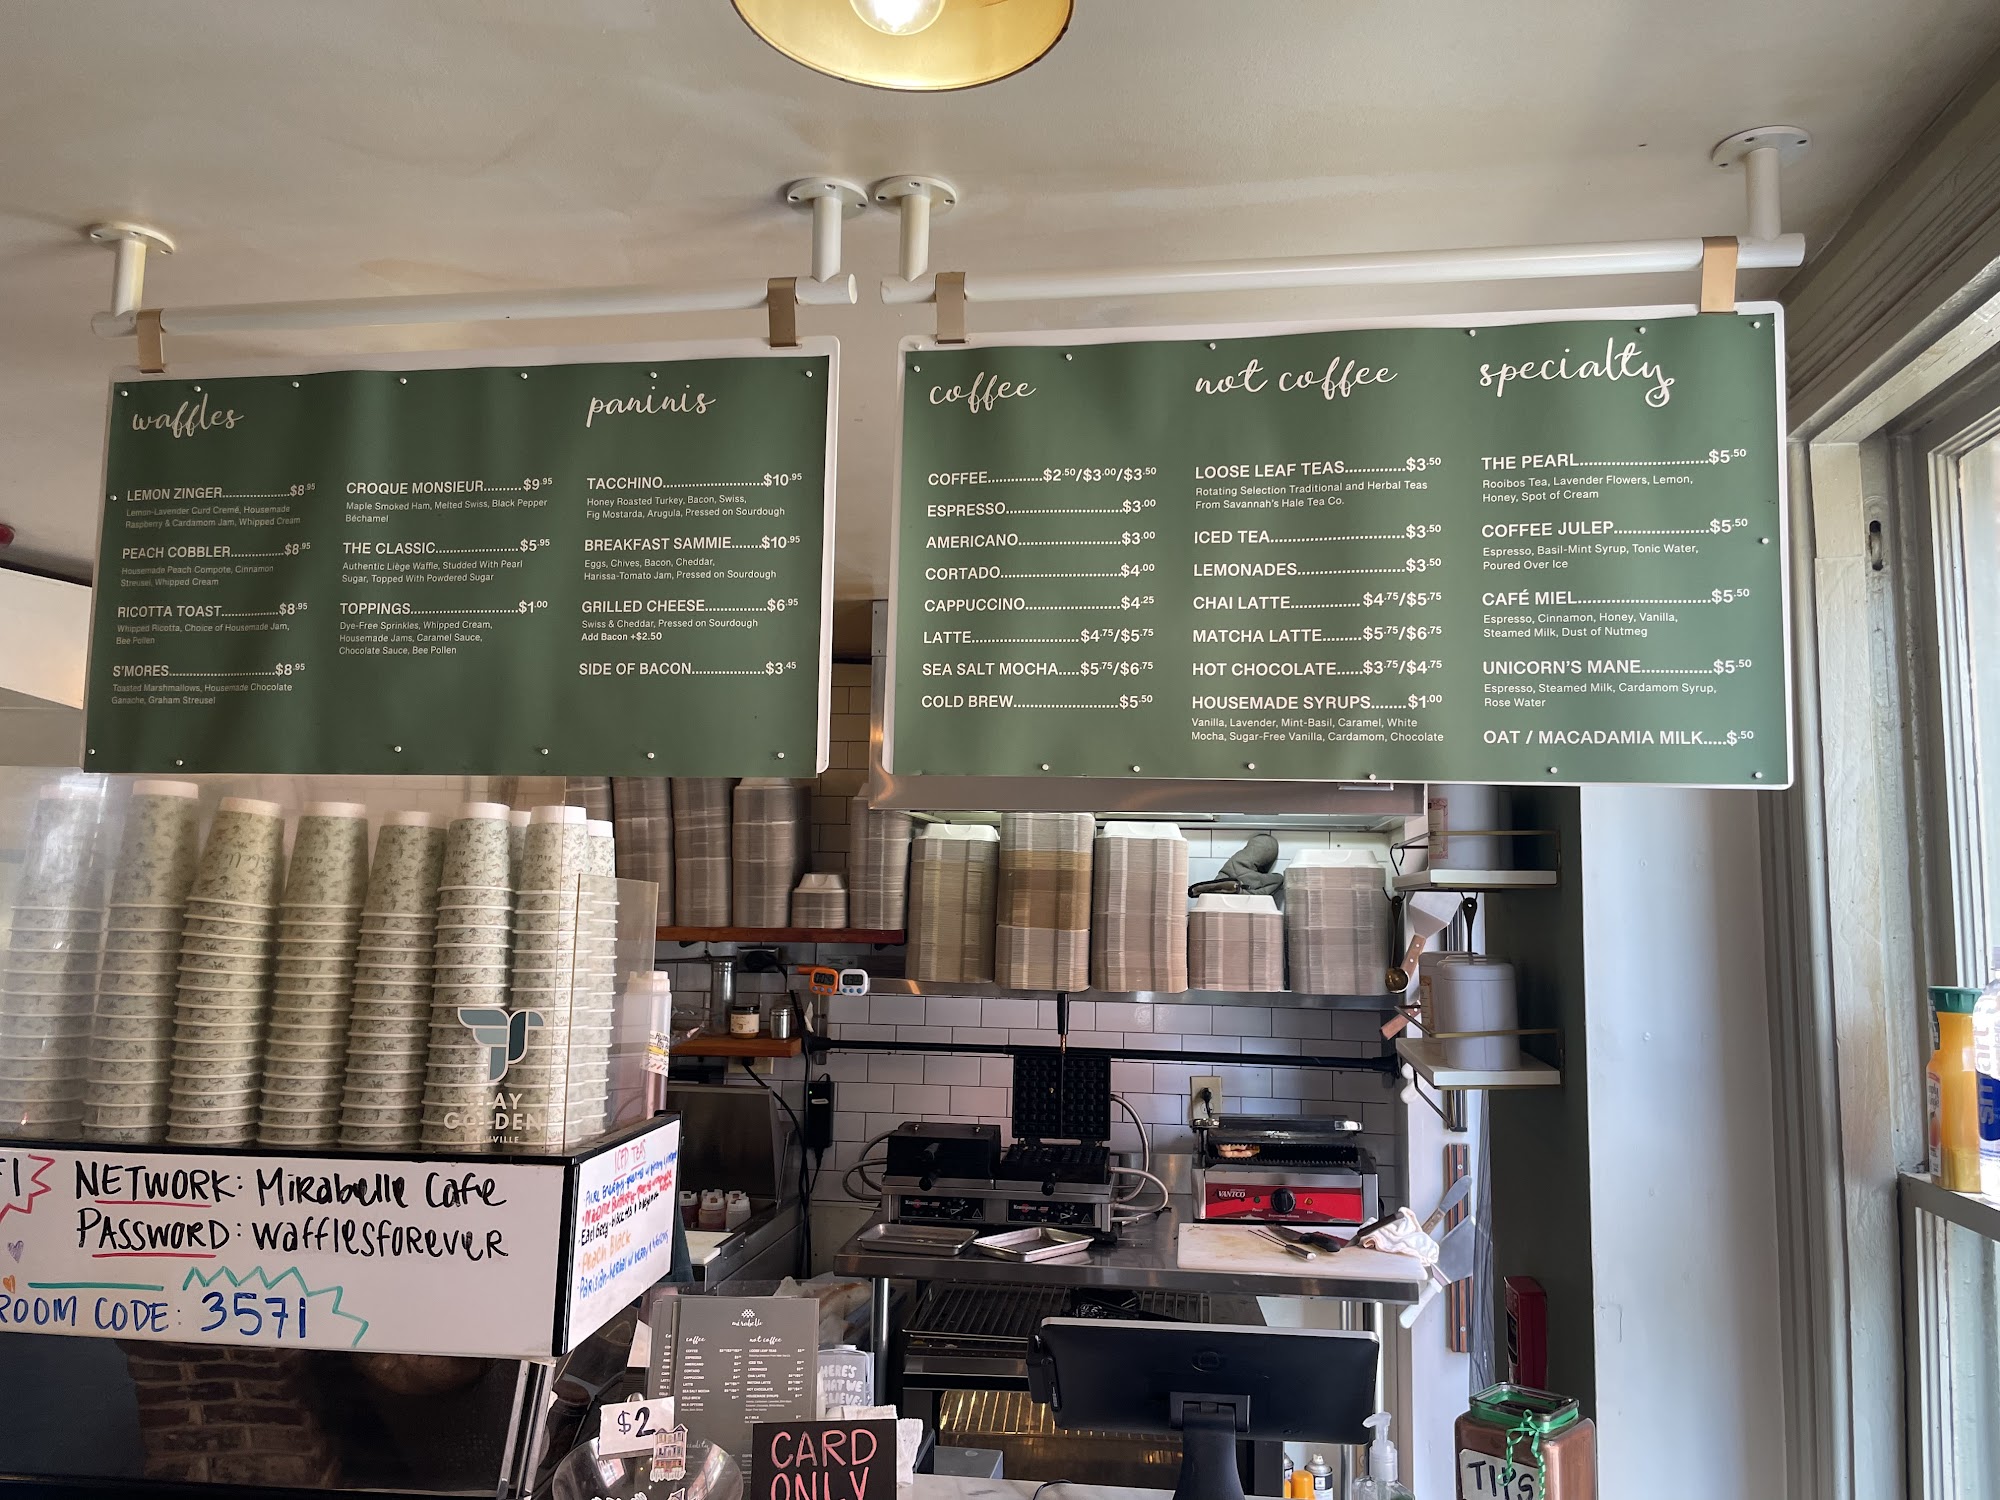 waffles
LEMON ZINGER....................$8.95
Lemon-Lavender Curd Cremé, Housemade
Raspberry & Cardamom Jam, Whipped Cream
PEACH COBBLER................$8.95
Housemade Peach Compote, Cinnamon
Streusel, Whipped Cream
RICOTTA TOAST.................$8.95
Whipped Ricotta, Choice of Housemade Jam,
Bee Pollen
S'MORES................................$8.95
Toasted Marshmallows, Housemade Chocolate
Ganache, Graham Streusel
CROQUE MONSIEUR.........$9.95
Maple Smoked Ham, Melted Swiss, Black Pepper
Béchamel
THE CLASSIC....................$5.95
Authentic Liège Waffle, Studded With Pearl
Sugar, Topped With Powdered Sugar
TOPPINGS..........................$1.00
Dye-Free Sprinkles, Whipped Cream,
Housemade Jams, Caramel Sauce,
Chocolate Sauce, Bee Pollen
paninis
TACCHINO.........................$10.95
Honey Roasted Turkey, Bacon, Swiss,
Fig Mostarda, Arugula, Pressed on Sourdough
BREAKFAST SAMMIE.......$10.95
Eggs, Chives, Bacon, Cheddar,
Harissa-Tomato Jam, Pressed on Sourdough
GRILLED CHEESE...............$6.95
Swiss & Cheddar, Pressed on Sourdough
Add Bacon +$2.50
SIDE OF BACON..................$3.45
coffee
COFFEE.............$2.50/$3.00/$3.50
ESPRESSO............................$3.00
AMERICANO.........................$3.00
CORTADO.............................$4.00
CAPPUCCINO.......................$4.25
LATTE..........................$4.75/$5.75
SEA SALT MOCHA.....$5.75/$6.75
COLD BREW..........................$5.50
not coffee
LOOSE LEAF TEAS..............$3.50
Rotating Selection Traditional and Herbal Teas
From Savannah's Hale Tea Co.
ICED TEA................................$3.50
LEMONADES.........................$3.50
CHAI LATTE.................$4.75/$5.75
MATCHA LATTE.........$5.75/$6.75
HOT CHOCOLATE......$3.75/$4.75
HOUSEMADE SYRUPS........$1.00
Vanilla, Lavender, Mint-Basil, Caramel, White
Mocha, Sugar-Free Vanilla, Cardamom, Chocolate
specialty
THE PEARL..............................$5.50
Rooibos Tea, Lavender Flowers, Lemon,
Honey, Spot of Cream
COFFEE JULEP.......................$5.50
Espresso, Basil-Mint Syrup, Tonic Water,
Poured Over Ice
CAFÉ MIEL...............................$5.50
Espresso, Cinnamon, Honey, Vanilla,
Steamed Milk, Dust of Nutmeg
UNICORN'S MANE.................$5.50
Espresso, Steamed Milk, Cardamom Syrup,
Rose Water
OAT / MACADAMIA MILK.....$.50
NETWORK: Mirabelle Cafe
PASSWORD: wafflesforever
ROOM CODE: 3571
ICED TEAS
Peach Black
mirabelle
coffee
not coffee
$2
CARD
ONLY
VANTCO
TIPS